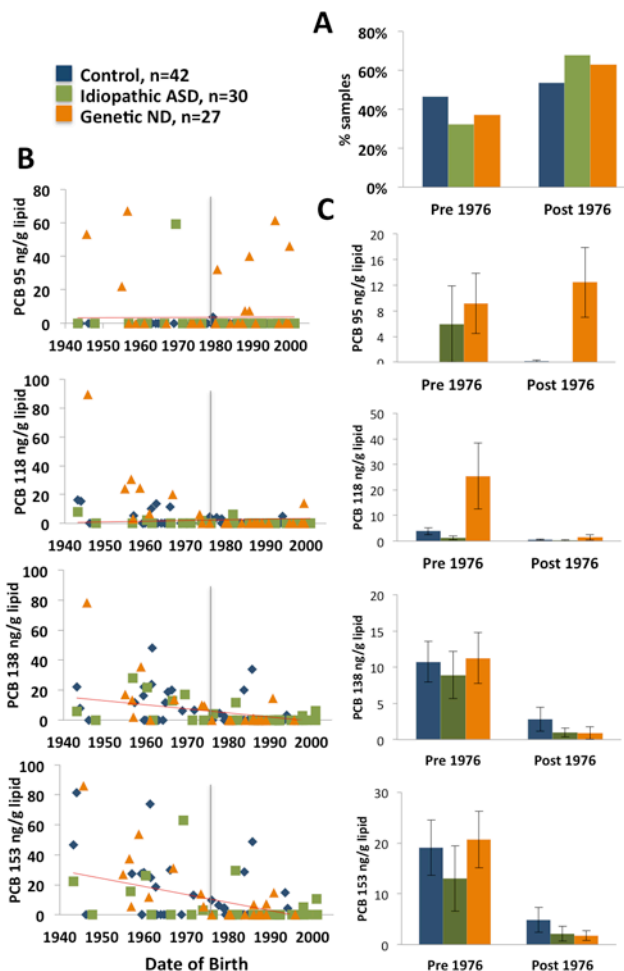 A
Control, n=42
Idiopathic ASD, n=30
Genetic ND, n=27
% samples
80%
60%
40%
20%
0%
Pre 1976 Post 1976
B
PCB 95 ng/g lipid
80
60
40
20
0
1940 1950 1960 1970 1980 1990 2000
PCB 118 ng/g lipid
100
80
60
40
20
0
1940 1950 1960 1970 1980 1990 2000
PCB 138 ng/g lipid
100
80
60
40
20
0
1940 1950 1960 1970 1980 1990 2000
PCB 153 ng/g lipid
100
80
60
40
20
0
1940 1950 1960 1970 1980 1990 2000
Date of Birth
C
PCB 95 ng/g lipid
20
16
12
8
4
0
Pre 1976 Post 1976
PCB 118 ng/g lipid
50
40
30
20
10
0
Pre 1976 Post 1976
PCB 138 ng/g lipid
20
15
10
5
0
Pre 1976 Post 1976
PCB 153 ng/g lipid
30
20
10
0
Pre 1976 Post 1976